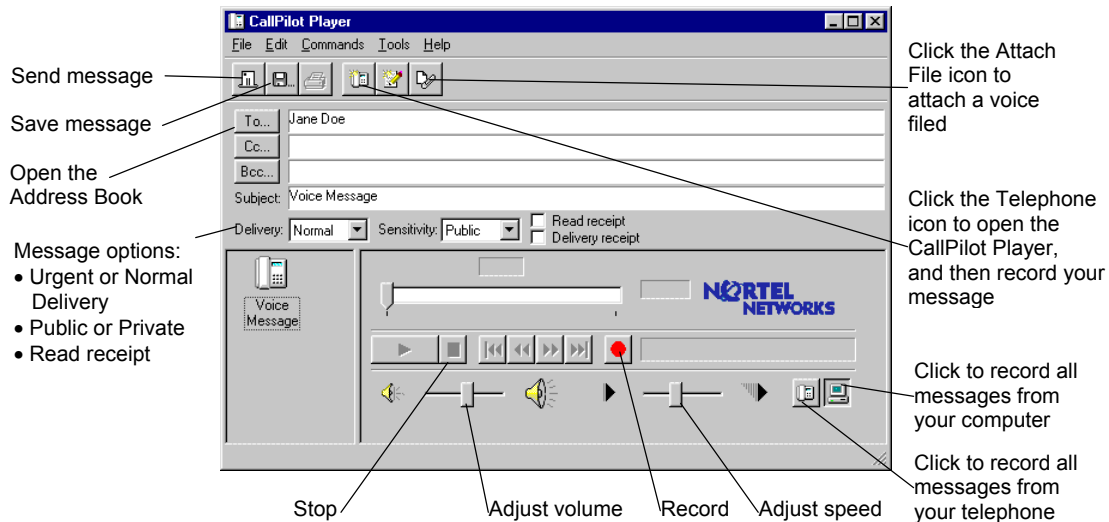 CallPilot Player
File Edit Commands Tools Help
Send message
Save message
Open the
Address Book
Message options:
• Urgent or Normal
Delivery
• Public or Private
• Read receipt
To... Jane Doe
Cc...
Bcc...
Subject: Voice Message
Delivery: Normal Sensitivity: Public Read receipt
Delivery receipt
Voice
Message
NORTEL
NETWORKS
Click the Attach
File icon to
attach a voice
filed
Click the Telephone
icon to open the
CallPilot Player,
and then record your
message
Click to record all
messages from
your computer
Click to record all
messages from
your telephone
Stop Adjust volume Record Adjust speed